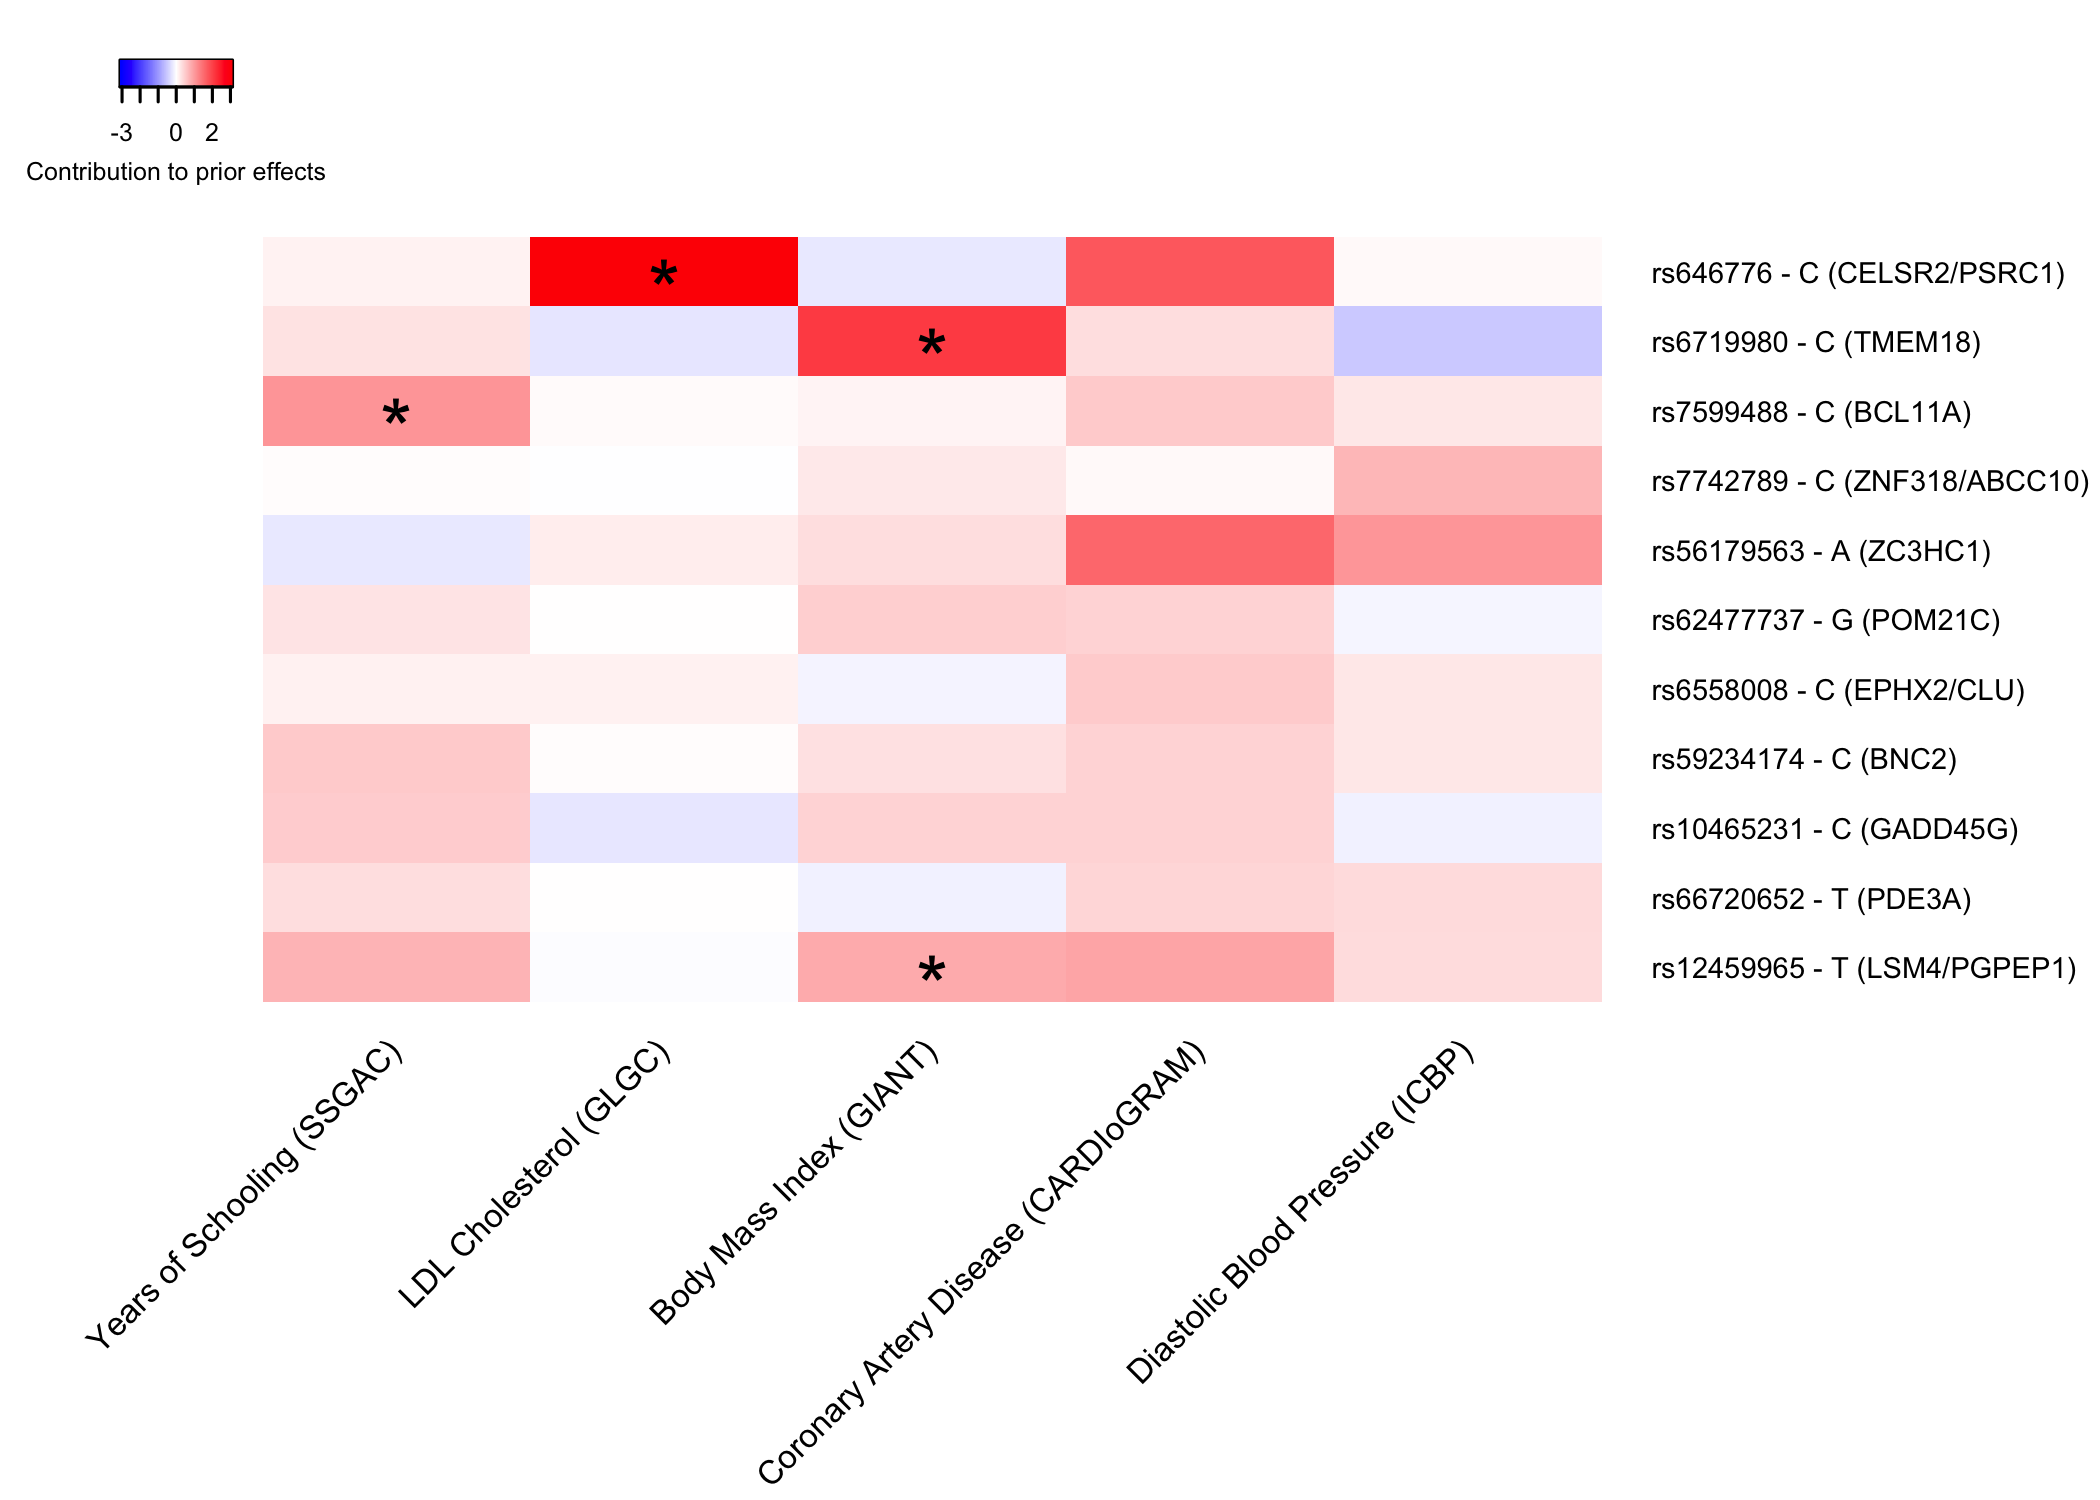 -3 0 2
Contribution to prior effects
*
rs646776 - C (CELSR2/PSRC1)
*
rs6719980 - C (TMEM18)
*
rs7599488 - C (BCL11A)
rs7742789 - C (ZNF318/ABCC10)
rs56179563 - A (ZC3HC1)
rs62477737 - G (POM21C)
rs6558008 - C (EPHX2/CLU)
rs59234174 - C (BNC2)
rs10465231 - C (GADD45G)
rs66720652 - T (PDE3A)
*
rs12459965 - T (LSM4/PGPEP1)
Years of Schooling (SSGAC)
LDL Cholesterol (GLGC)
Body Mass Index (GIANT)
Coronary Artery Disease (CARDIoGRAM)
Diastolic Blood Pressure (ICBP)